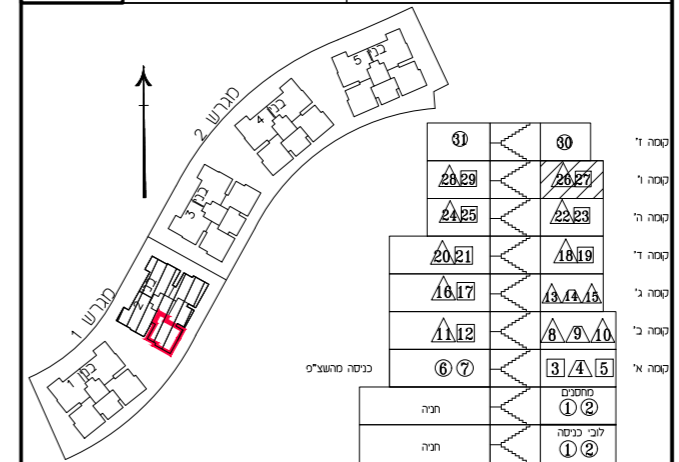 בנין 5
מגרש 2
בנין 4
31 30 קומה ז'
28 29 26 27 קומה ו'
בנין 3
24 25 22 23 קומה ה'
20 21 18 19 קומה ד'
מגרש 1
בנין 2
16 17 13 14 15 קומה ג'
11 12 8 9 10 קומה ב'
כניסה מהשצ"פ 6 7 3 4 5 קומה א'
בנין 1
חניה מחסנים
1 2
חניה לובי כניסה
1 2